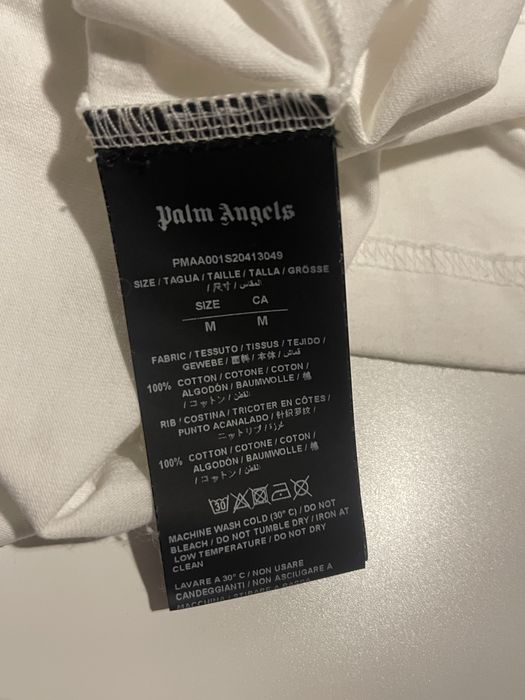 Palm Angels
PMAA001S20413049
SIZE / TAGLIA / TAILLE / TALLA / GRÖSSE
/ 尺寸 / المقاس
SIZE CA
M M
FABRIC / TESSUTO / TISSUS / TEJIDO /
GEWEBE / 面料 / 本体 / قماش
100% COTTON / COTONE / COTON /
ALGODÓN / BAUMWOLLE / 棉
/ コットン / القطن
RIB / COSTINA / TRICOTER EN CÔTES /
PUNTO ACANALADO / 针织罗纹 /
ニットリブ /
100% COTTON / COTONE / COTON /
ALGODÓN / BAUMWOLLE / 棉
/ コットン / القطن
30
MACHINE WASH COLD (30° C) / DO NOT
BLEACH / DO NOT TUMBLE DRY / IRON AT
LOW TEMPERATURE / DO NOT DRY
CLEAN
LAVARE A 30° C / NON USARE
CANDEGGIANTI / NON ASCIUGARE A